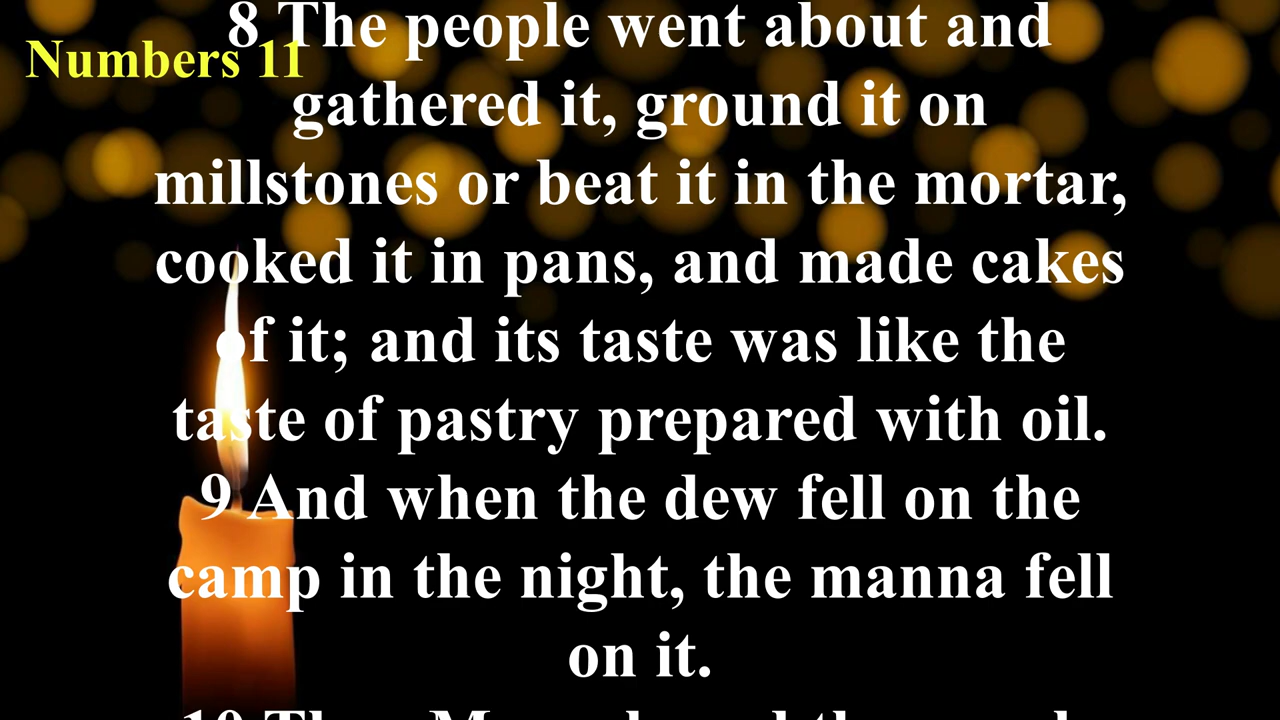 Numbers 11
8 The people went about and
gathered it, ground it on
millstones or beat it in the mortar,
cooked it in pans, and made cakes
of it; and its taste was like the
taste of pastry prepared with oil.
9 And when the dew fell on the
camp in the night, the manna fell
on it.